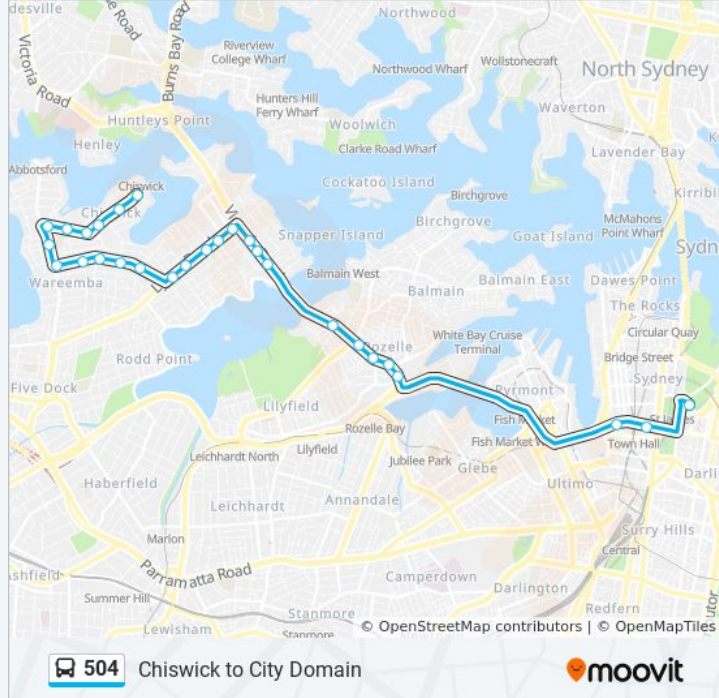 desville
Road
Northwood
Burns Bay Road
Riverview
College Wharf
Victoria Road
Northwood Wharf
Wollstonecraft
North Sydney
Hunters Hill
Ferry Wharf
Waverton
Huntleys Point
Woolwich
Henley
Clarke Road Wharf
Lavender Bay
Abbotsford
Cockatoo Island
Chiswick
Birchgrove
Kirribi
Birchgrove
McMahons
Point Wharf
Snapper Island
Goat Island
Sydn
Balmain West
Wareemba
Balmain
Balmain East
Dawes Point
The Rocks
White Bay Cruise
Terminal
Circular Quay
Rozelle
Bridge Street
Rodd Point
Sydney
Five Dock
Pyrmont
Lilyfield
Fish Market
St James
Rozelle Bay
Fish Market W
Town Hall
Leichhardt North
Lilyfield
Jubilee Park
Glebe
Darli
Haberfield
Ultimo
Leichhardt
Annandale
Surry Hills
Marion
Central
Parramatta Road
shfield
Camperdown
Darlington
Summer Hill
Stanmore
Redfern
utor
Lewisham
Stanmore
© OpenStreetMap contributors | © OpenMapTiles
504 Chiswick to City Domain
moovit